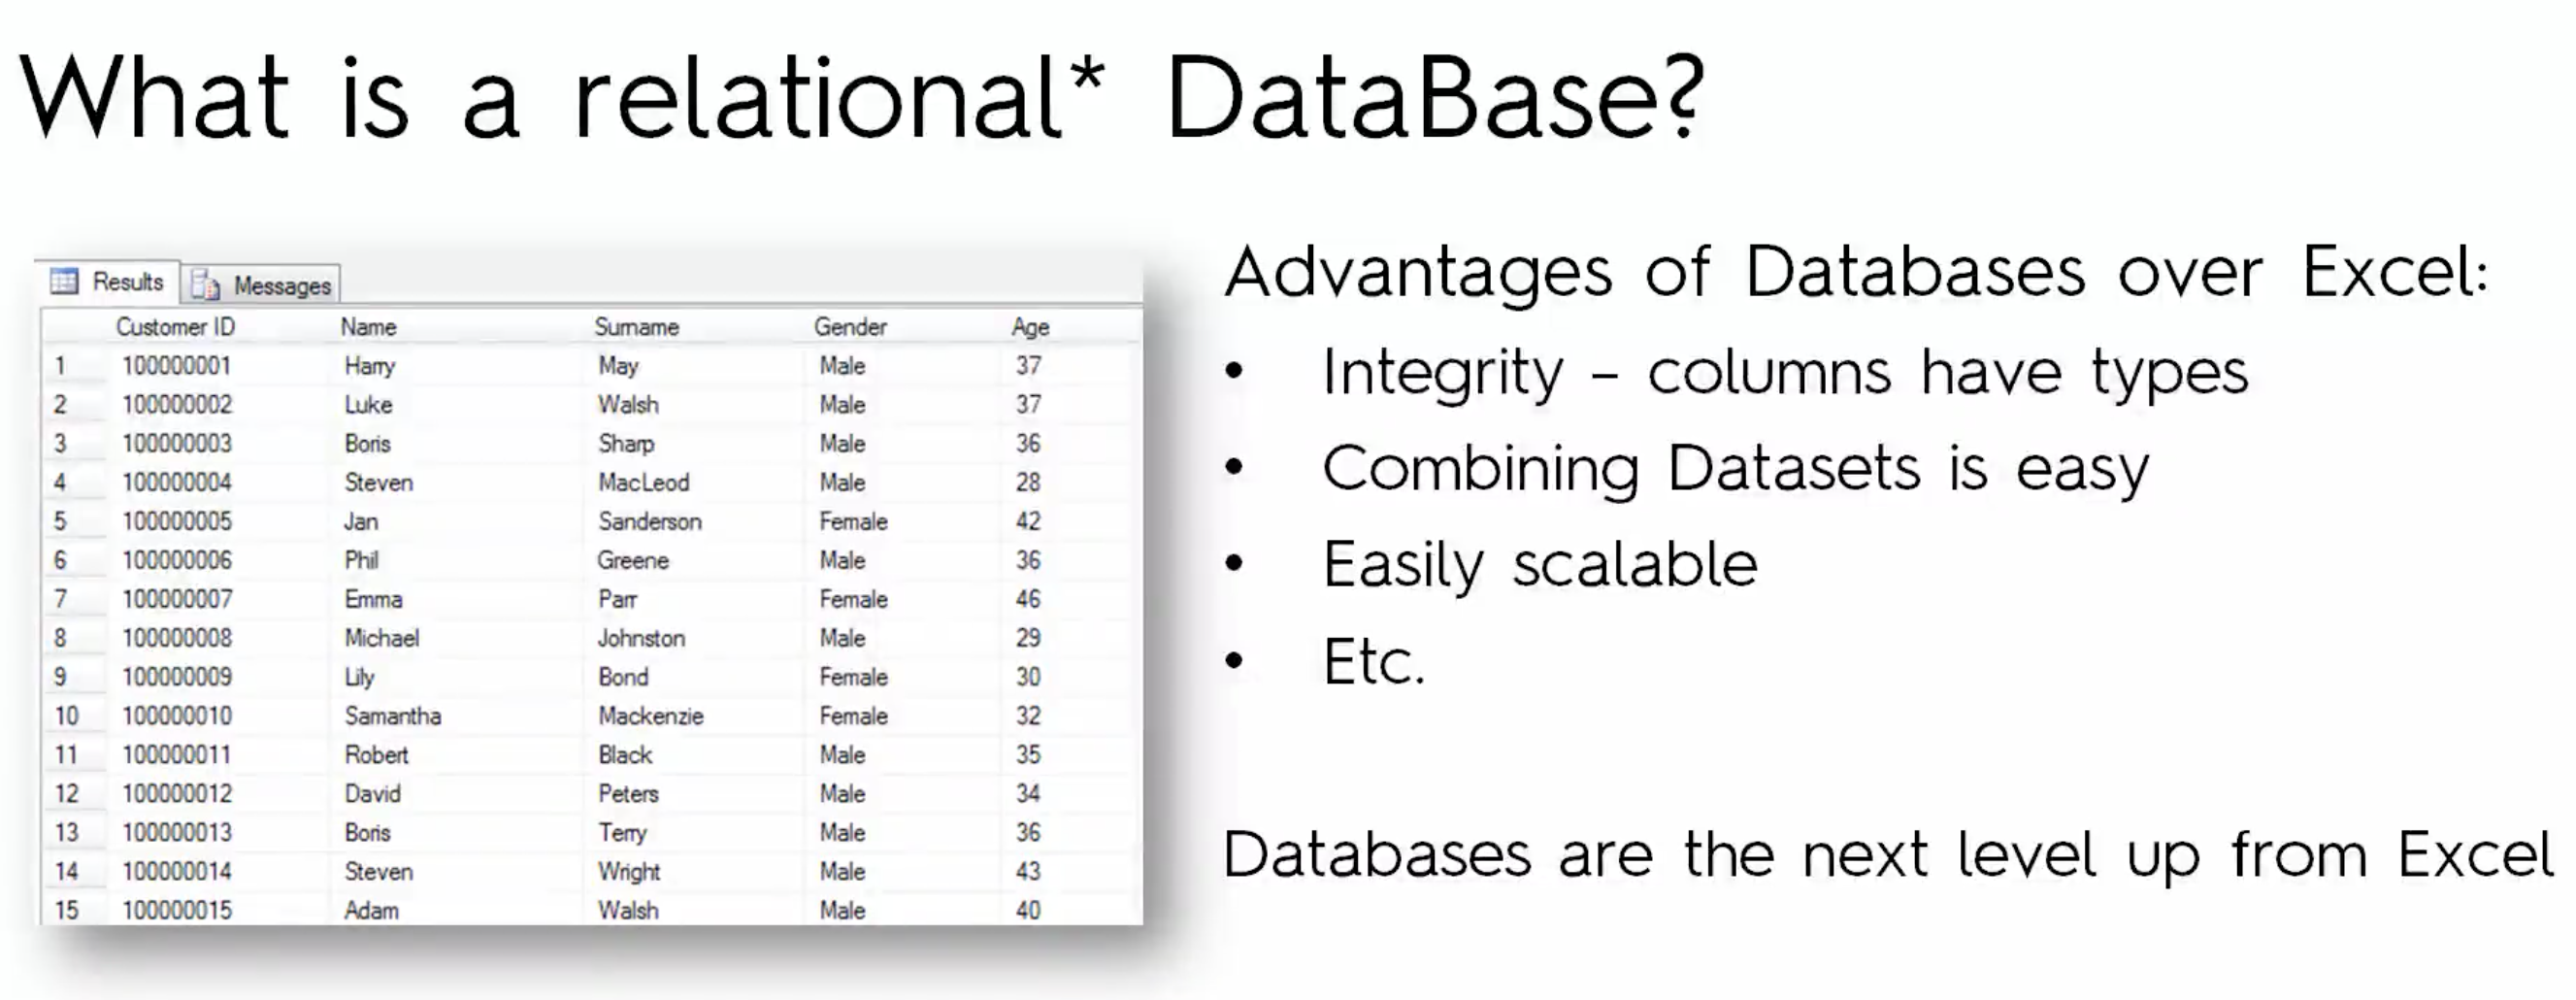 What is a relational* DataBase?
Results Messages
Customer ID Name Surname Gender Age
1 100000001 Harry May Male 37
2 100000002 Luke Walsh Male 37
3 100000003 Boris Sharp Male 36
4 100000004 Steven MacLeod Male 28
5 100000005 Jan Sanderson Female 42
6 100000006 Phil Greene Male 36
7 100000007 Emma Parr Female 46
8 100000008 Michael Johnston Male 29
9 100000009 Lily Bond Female 30
10 100000010 Samantha Mackenzie Female 32
11 100000011 Robert Black Male 35
12 100000012 David Peters Male 34
13 100000013 Boris Terry Male 36
14 100000014 Steven Wright Male 43
15 100000015 Adam Walsh Male 40
Advantages of Databases over Excel:
• Integrity – columns have types
• Combining Datasets is easy
• Easily scalable
• Etc.
Databases are the next level up from Excel